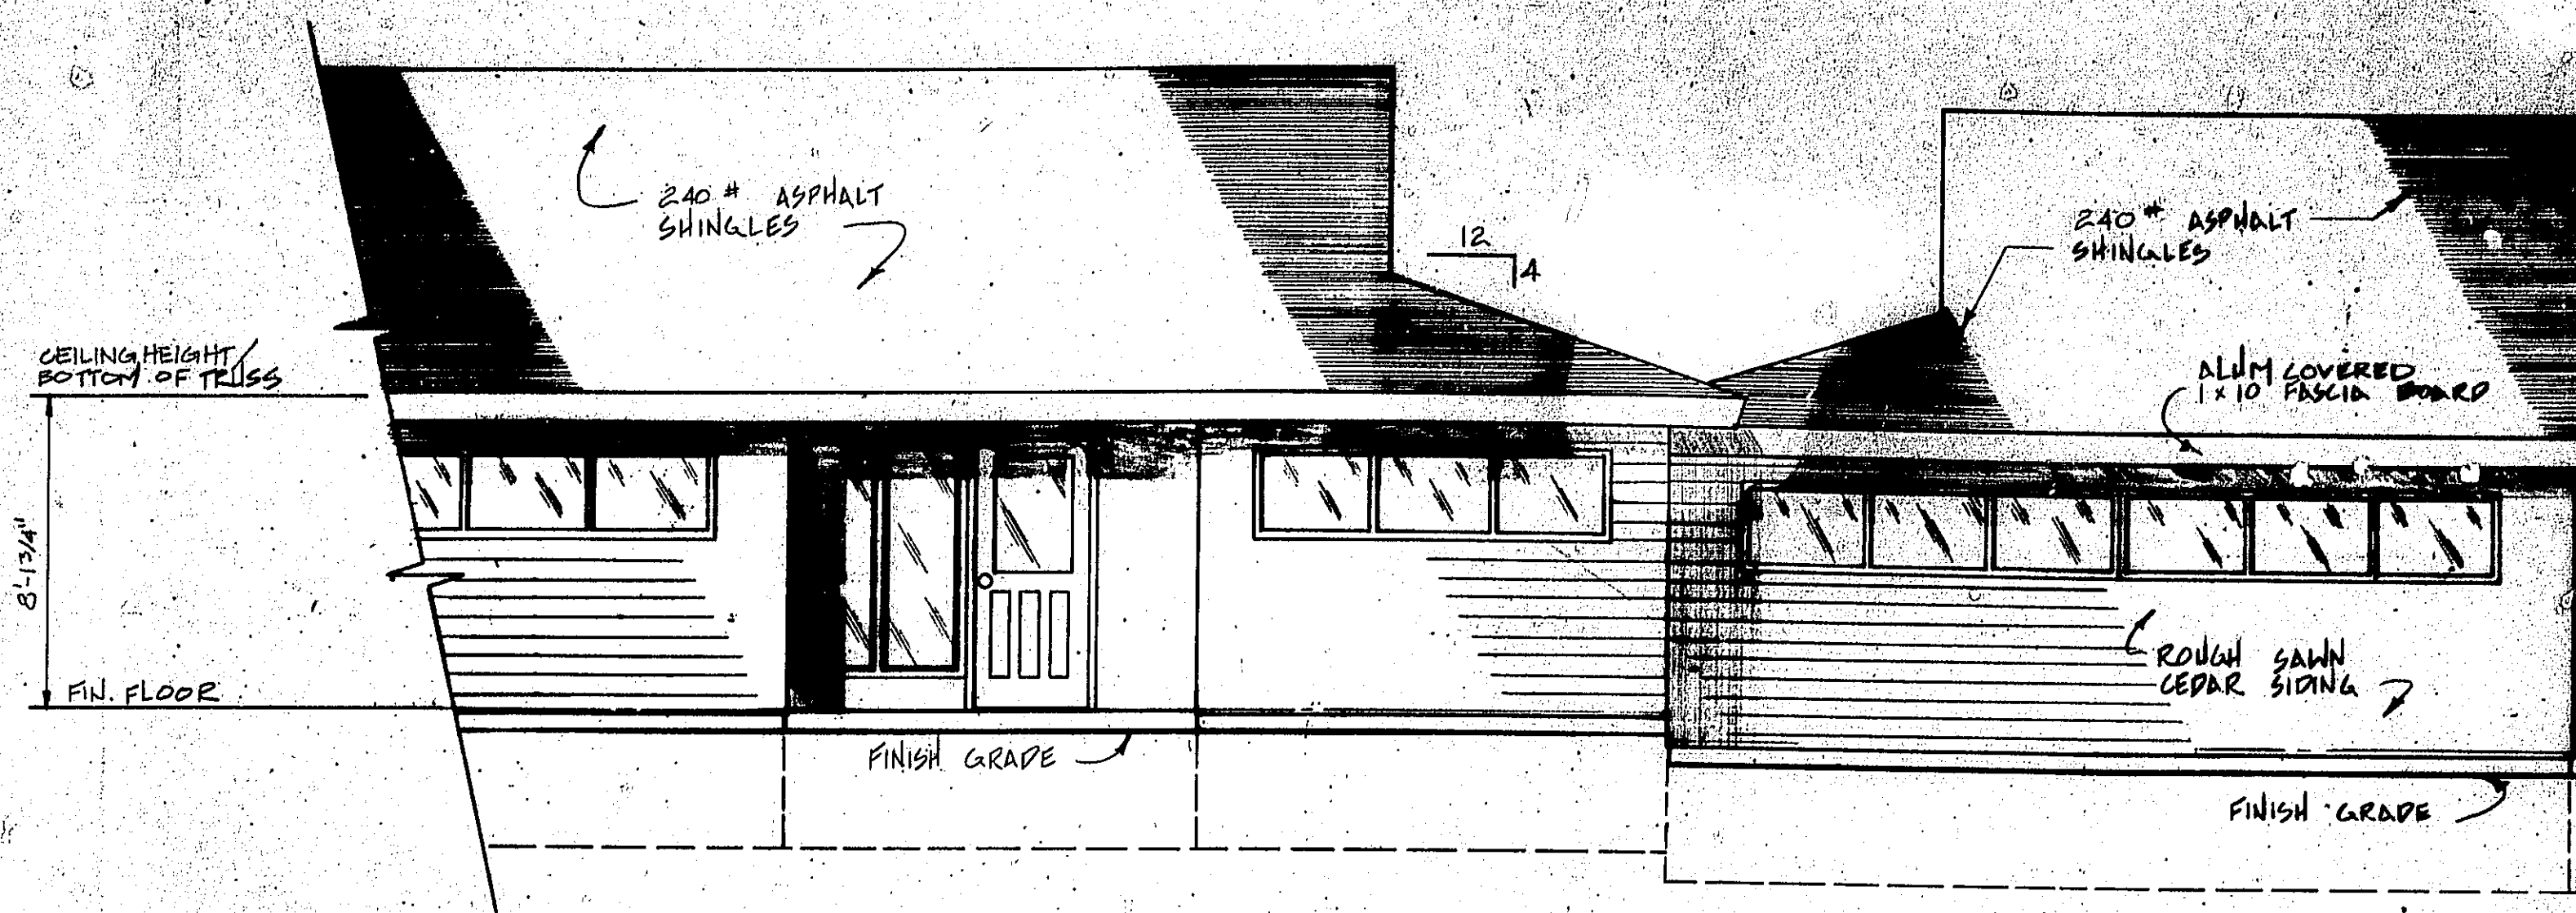 240 # ASPHALT
SHINGLES
12
4
240 # ASPHALT
SHINGLES
CEILING HEIGHT/
BOTTOM OF TRUSS
ALUM COVERED
1 x 10 FASCIA BOARD
8'-1 3/4"
ROUGH SAWN
CEDAR SIDING
FIN. FLOOR
FINISH GRADE
FINISH GRADE